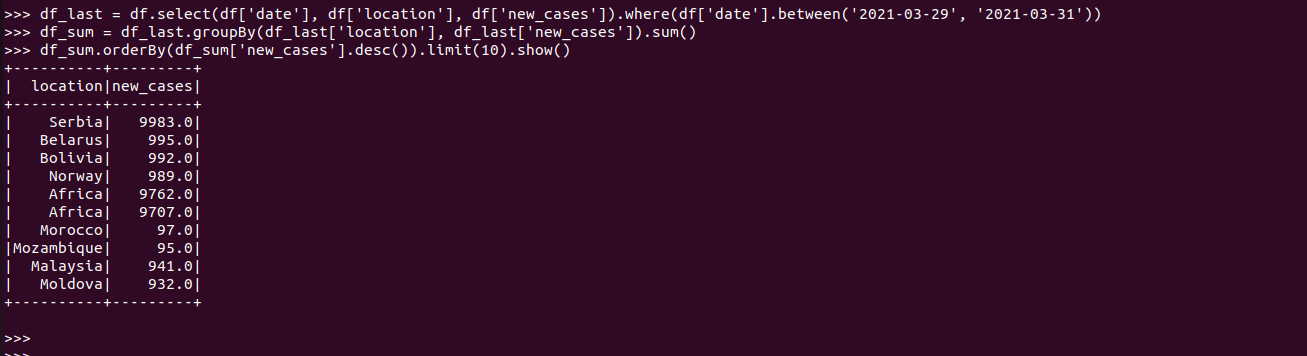 >>> df_last = df.select(df['date'], df['location'], df['new_cases']).where(df['date'].between('2021-03-29', '2021-03-31'))
>>> df_sum = df_last.groupBy(df_last['location'], df_last['new_cases']).sum()
>>> df_sum.orderBy(df_sum['new_cases'].desc()).limit(10).show()
+----------+---------+
|  location|new_cases|
+----------+---------+
|    Serbia|   9983.0|
|   Belarus|    995.0|
|   Bolivia|    992.0|
|    Norway|    989.0|
|    Africa|   9762.0|
|    Africa|   9707.0|
|   Morocco|     97.0|
|Mozambique|     95.0|
|  Malaysia|    941.0|
|   Moldova|    932.0|
+----------+---------+
>>>
>>>